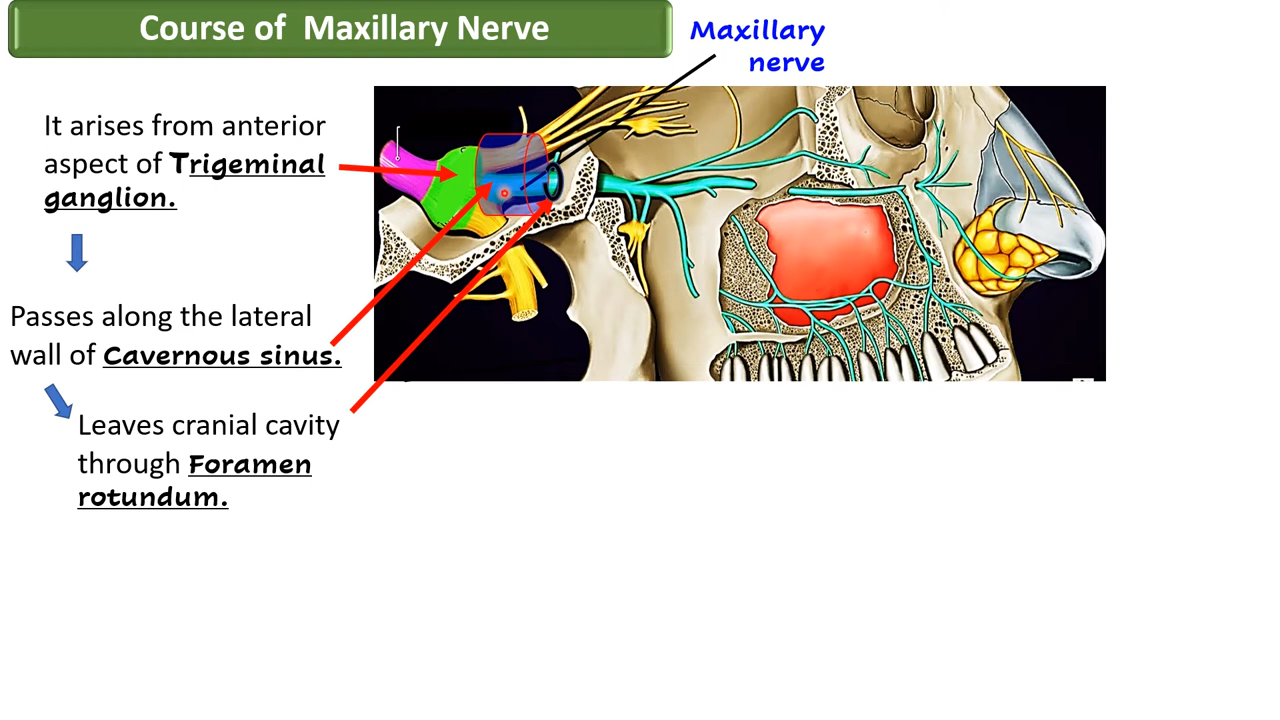 Course of Maxillary Nerve
Maxillary
nerve
It arises from anterior
aspect of Trigeminal
ganglion.
Passes along the lateral
wall of Cavernous sinus.
Leaves cranial cavity
through Foramen
rotundum.